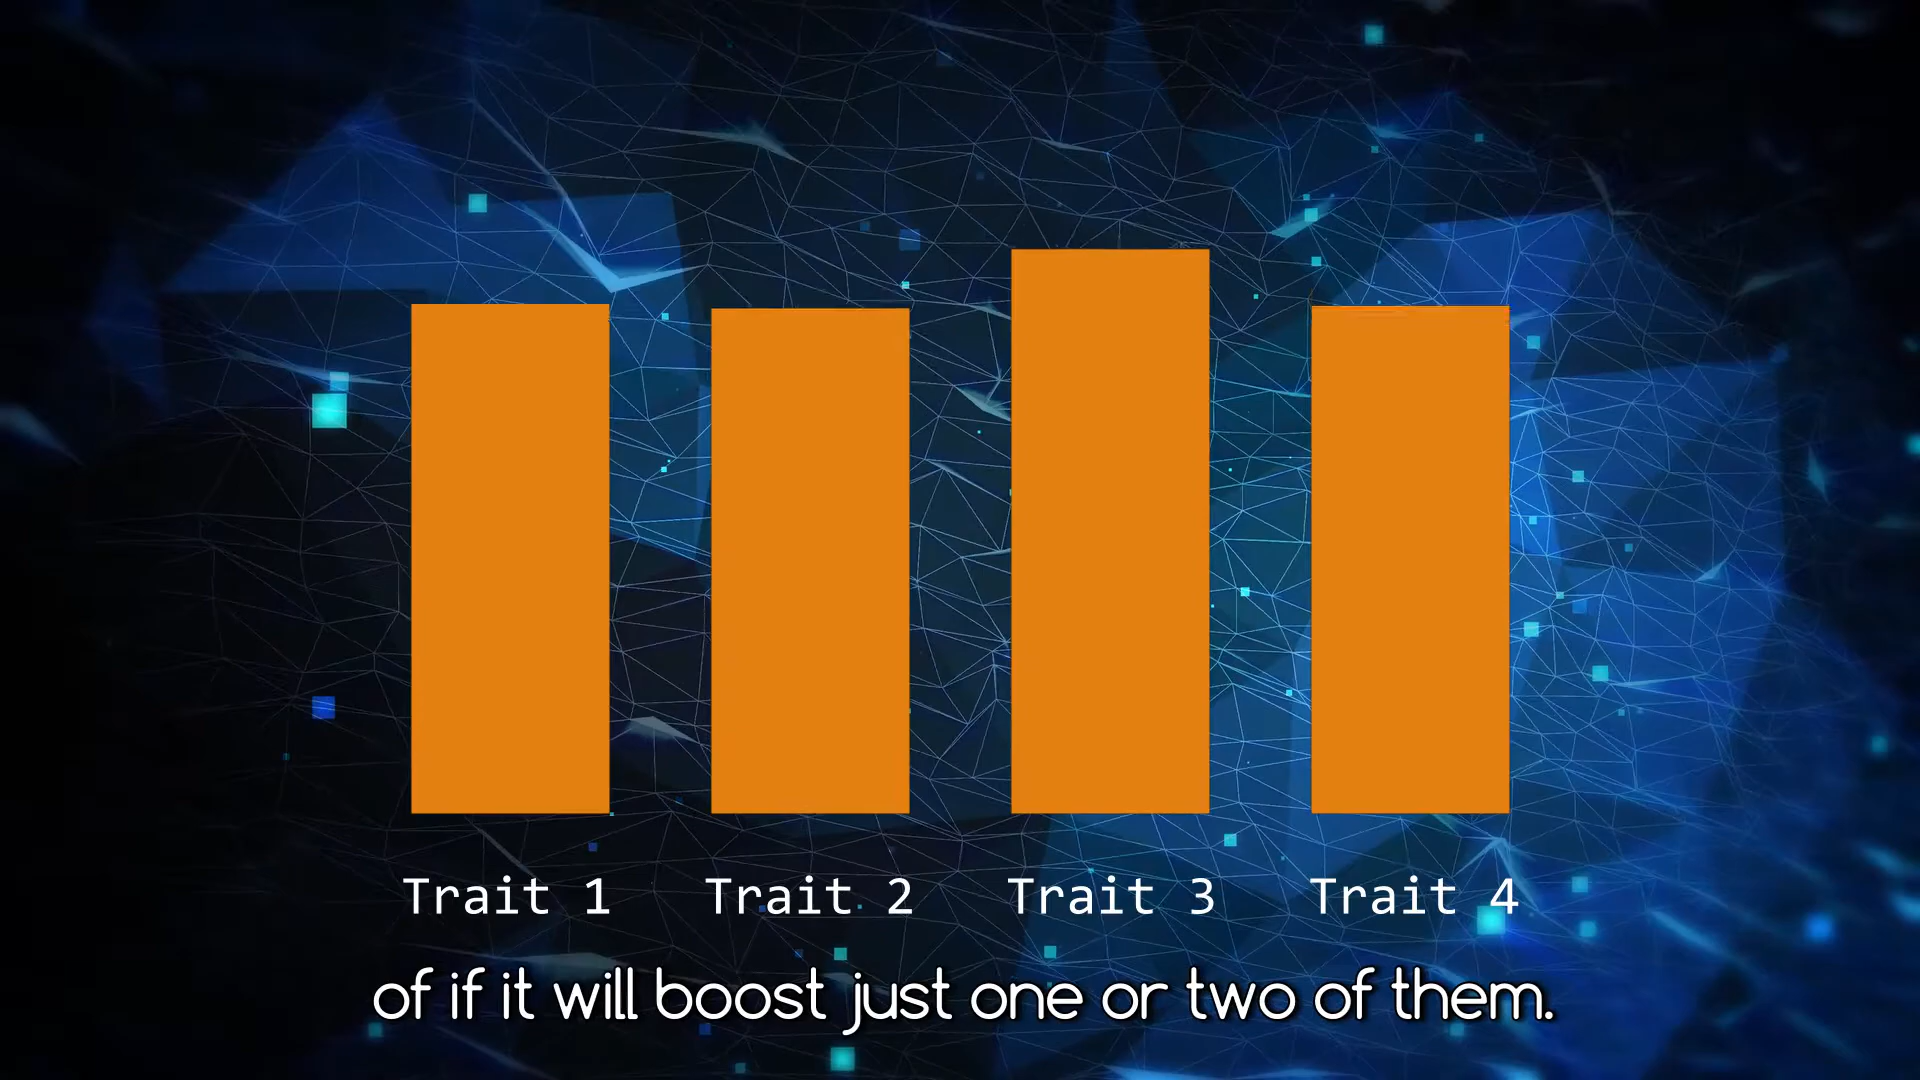 Trait 1 Trait 2 Trait 3 Trait 4
of if it will boost just one or two of them.